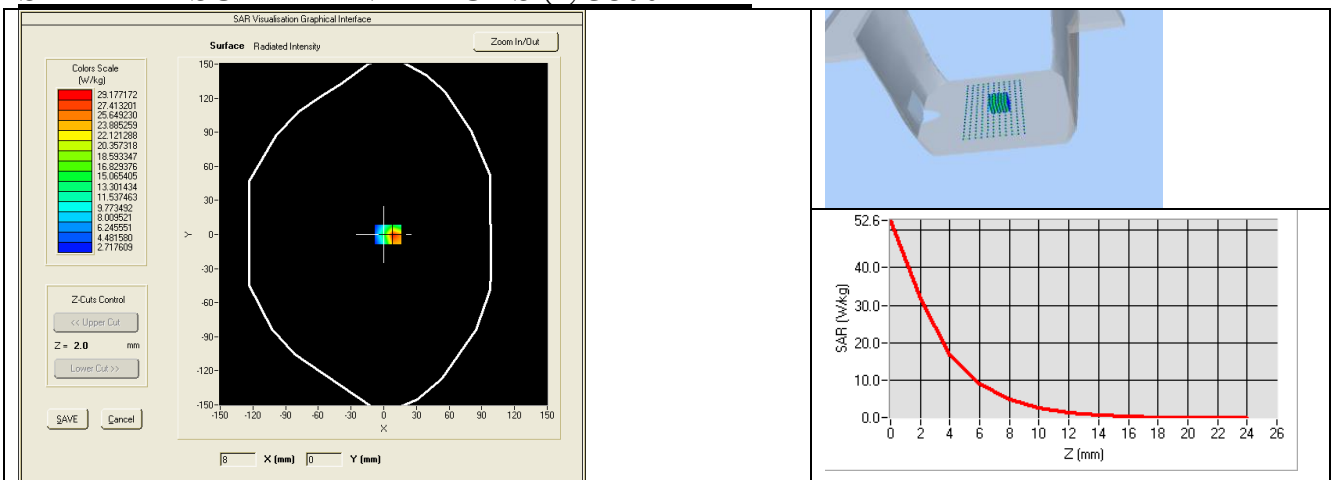 SAR Visualisation Graphical Interface
Surface Radiated Intensity
Zoom In/Out
Colors Scale
(W/kg)
29.177172
27.413201
25.649230
23.885259
22.121288
20.357318
18.593347
16.829376
15.065405
13.301434
11.537463
9.773492
8.009521
6.245551
4.481580
2.717609
Z-Cuts Control
<< Upper Cut
Z = 2.0 mm
Lower Cut >>
SAVE Cancel
150-
120-
90-
60-
30-
0-
-30-
-60-
-90-
-120-
-150-
Y
-150 -120 -90 -60 -30 0 30 60 90 120 150
X
8 X (mm) 0 Y (mm)
52.6-
40.0-
30.0-
20.0-
10.0-
0.0-
SAR (W/kg)
0 2 4 6 8 10 12 14 16 18 20 22 24 26
Z (mm)